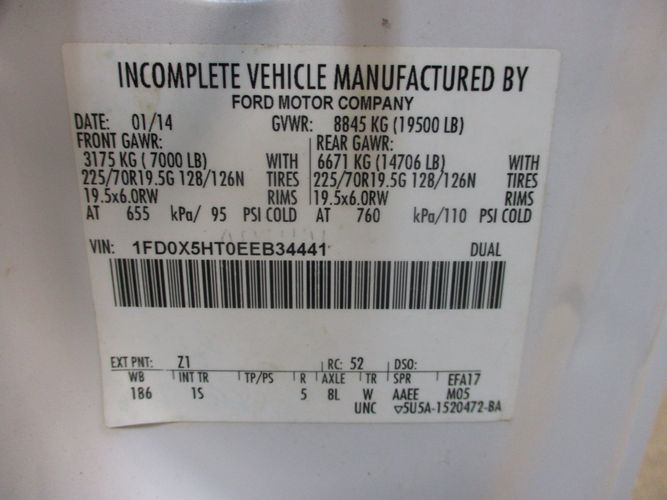 INCOMPLETE VEHICLE MANUFACTURED BY
FORD MOTOR COMPANY
DATE: 01/14 GVWR: 8845 KG (19500 LB)
FRONT GAWR: REAR GAWR:
3175 KG ( 7000 LB) WITH 6671 KG (14706 LB) WITH
225/70R19.5G 128/126N TIRES 225/70R19.5G 128/126N TIRES
19.5x6.0RW RIMS 19.5x6.0RW RIMS
AT 655 kPa/ 95 PSI COLD AT 760 kPa/110 PSI COLD
VIN: 1FD0X5HT0EEB34441 DUAL
EXT PNT: Z1 RC: 52 DSO:
WB INT TR TP/PS R AXLE TR SPR EFA17
186 1S 5 8L W AAEE M05
UNC ▽5U5A-1520472-BA